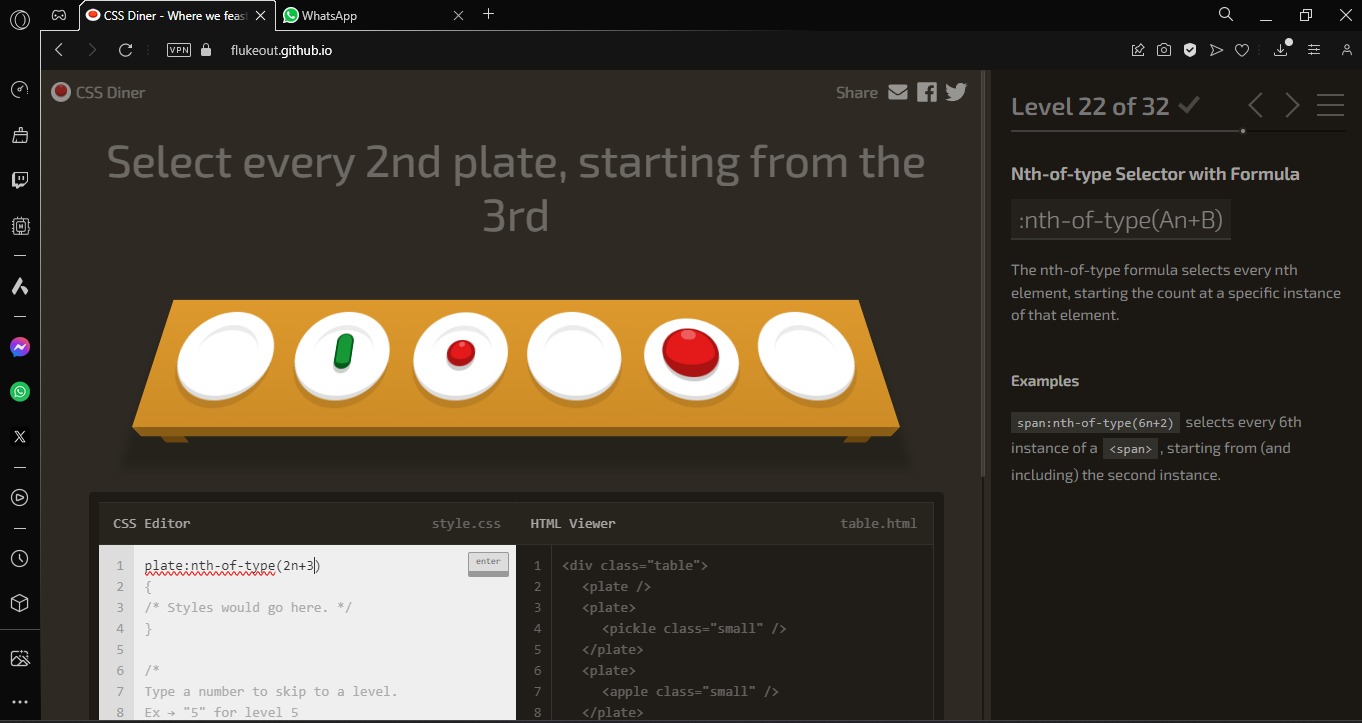 CSS Diner - Where we feas
WhatsApp
VPN
flukeout.github.io
CSS Diner
Share
Select every 2nd plate, starting from the
3rd
CSS Editor
style.css
1 plate:nth-of-type(2n+3)
enter
2 {
3 /* Styles would go here. */
4 }
5
6 /*
7 Type a number to skip to a level.
8 Ex → "5" for level 5
HTML Viewer
table.html
1 <div class="table">
2 <plate />
3 <plate>
4 <pickle class="small" />
5 </plate>
6 <plate>
7 <apple class="small" />
8 </plate>
Level 22 of 32
Nth-of-type Selector with Formula
:nth-of-type(An+B)
The nth-of-type formula selects every nth
element, starting the count at a specific instance
of that element.
Examples
span:nth-of-type(6n+2) selects every 6th
instance of a <span> , starting from (and
including) the second instance.